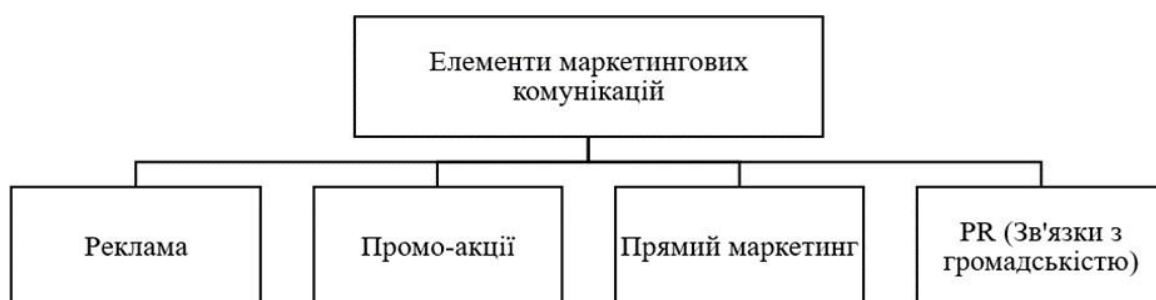 Елементи маркетингових
комунікацій
Реклама
Промо-акції
Прямий маркетинг
PR (Зв'язки з
громадськістю)